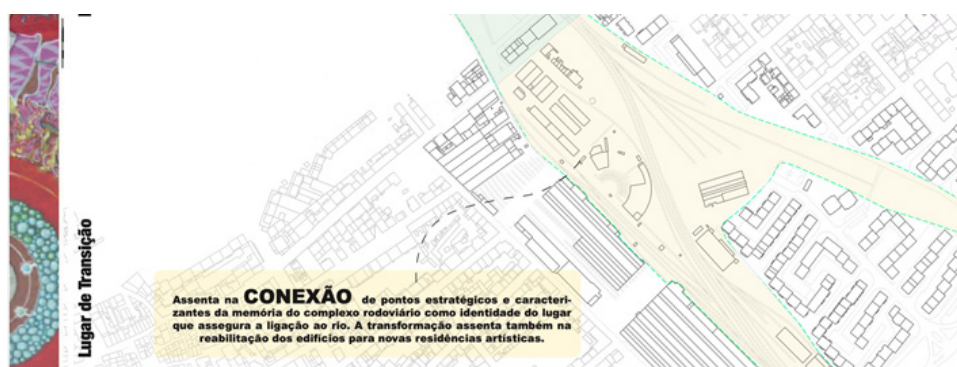 Lugar de Transição
Assenta na CONEXÃO de pontos estratégicos e caracteri-
zantes da memória do complexo rodoviário como identidade do lugar
que assegura a ligação ao rio. A transformação assenta também na
reabilitação dos edifícios para novas residências artísticas.